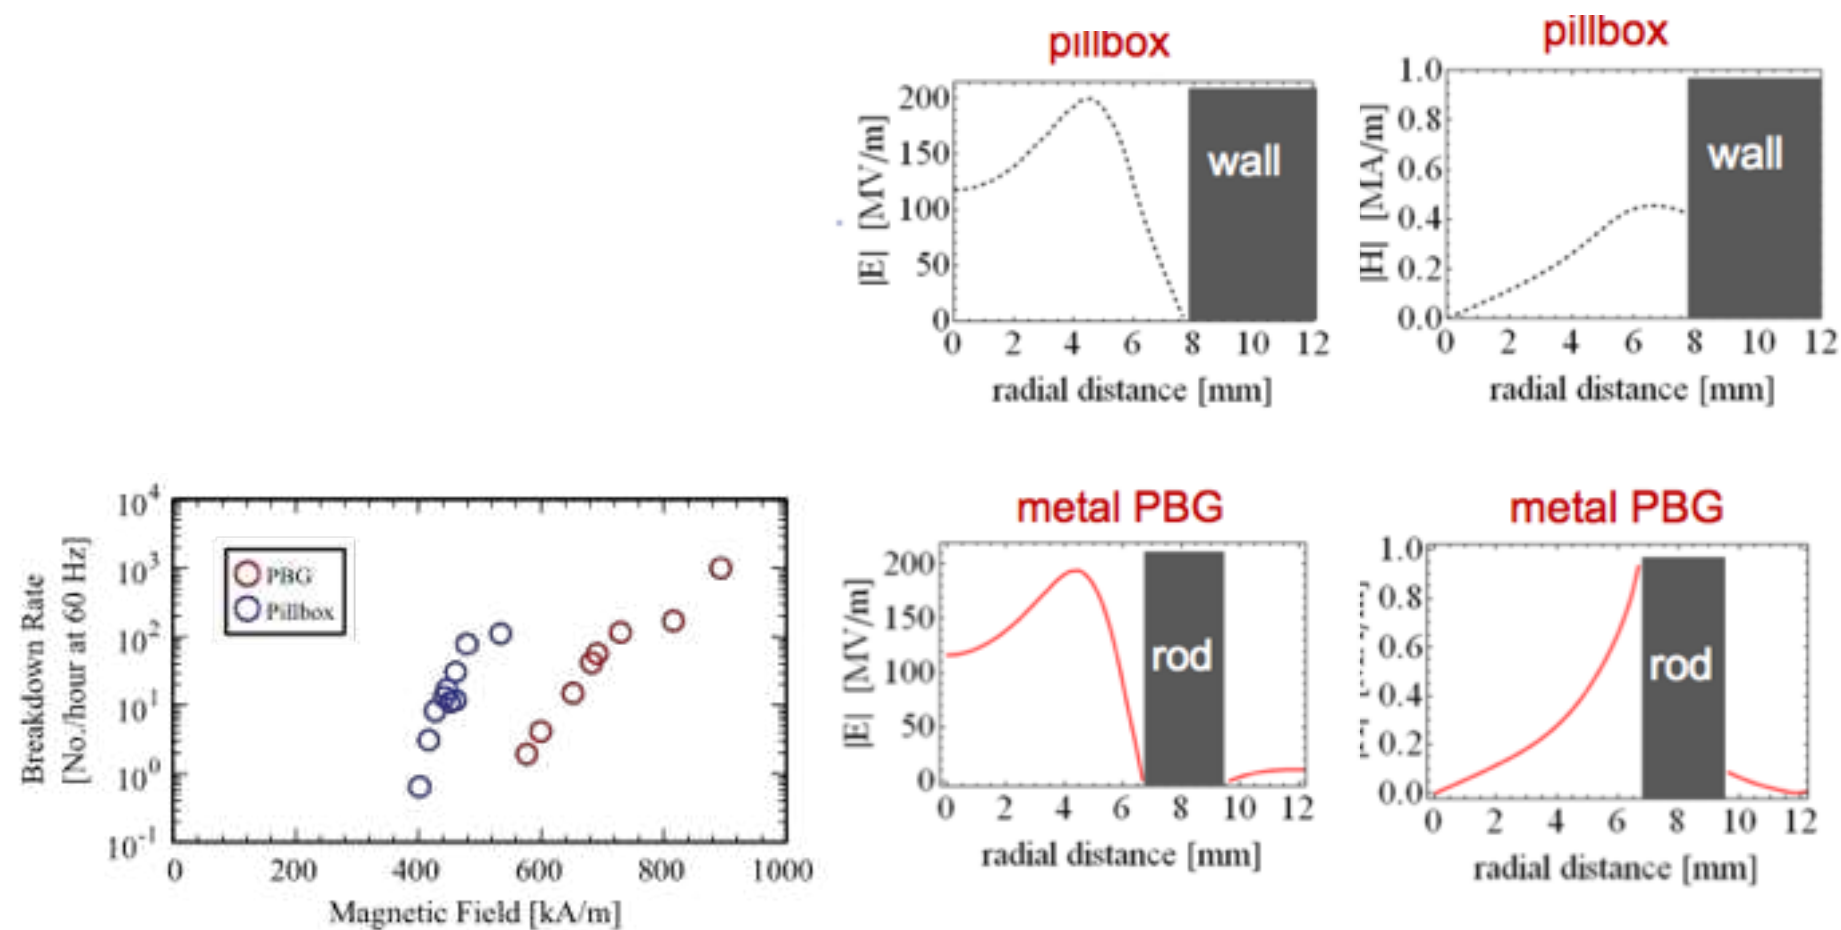 pillbox
200
150
100
50
0
|E| [MV/m]
wall
0 2 4 6 8 10 12
radial distance [mm]
pillbox
1.0
0.8
0.6
0.4
0.2
0.0
|H| [MA/m]
wall
0 2 4 6 8 10 12
radial distance [mm]
10^4
10^3
10^2
10^1
10^0
10^-1
Breakdown Rate
[No./hour at 60 Hz]
PBG
Pillbox
0 200 400 600 800 1000
Magnetic Field [kA/m]
metal PBG
200
150
100
50
0
|E| [MV/m]
rod
0 2 4 6 8 10 12
radial distance [mm]
metal PBG
1.0
0.8
0.6
0.4
0.2
0.0
rod
0 2 4 6 8 10 12
radial distance [mm]